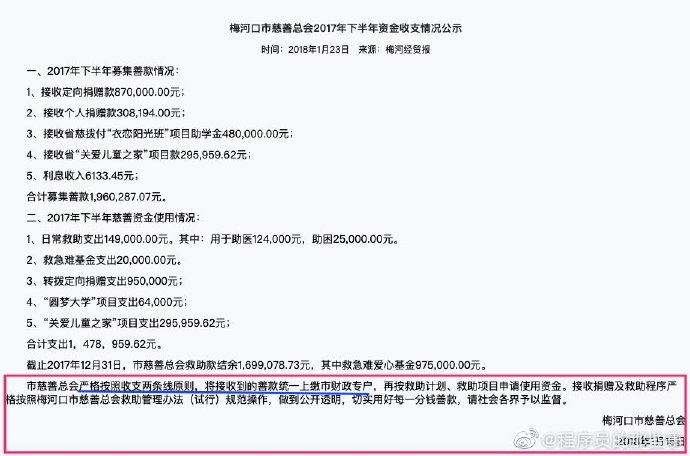 梅河口市慈善总会2017年下半年资金收支情况公示
时间：2018年1月23日 来源：梅河经贸报
一、2017年下半年募集善款情况：
1、接收定向捐赠款870,000.00元；
2、接收个人捐赠款308,194.00元；
3、接收省慈拨付“衣恋阳光班”项目助学金480,000.00元；
4、接收省“关爱儿童之家”项目款295,959.62元；
5、利息收入6133.45元；
合计募集善款1,960,287.07元。
二、2017年下半年慈善资金使用情况：
1、日常救助支出149,000.00元。其中：用于助医124,000元，助困25,000.00元。
2、救急难基金支出20,000.00元。
3、转拨定向捐赠支出950,000元；
4、“圆梦大学”项目支出64,000元；
5、“关爱儿童之家”项目支出295,959.62元；
合计支出1，478，959.62元。
截止2017年12月31日，市慈善总会救助款结余1,699,078.73元，其中救急难爱心基金975,000.00元。
市慈善总会严格按照收支两条线原则，将接收到的善款统一上缴市财政专户，再按救助计划、救助项目申请使用资金。接收捐赠及救助程序严
格按照梅河口市慈善总会救助管理办法（试行）规范操作，做到公开透明，切实用好每一分钱善款，请社会各界予以监督。
梅河口市慈善总会
2018年1月15日
@程序员的那些事